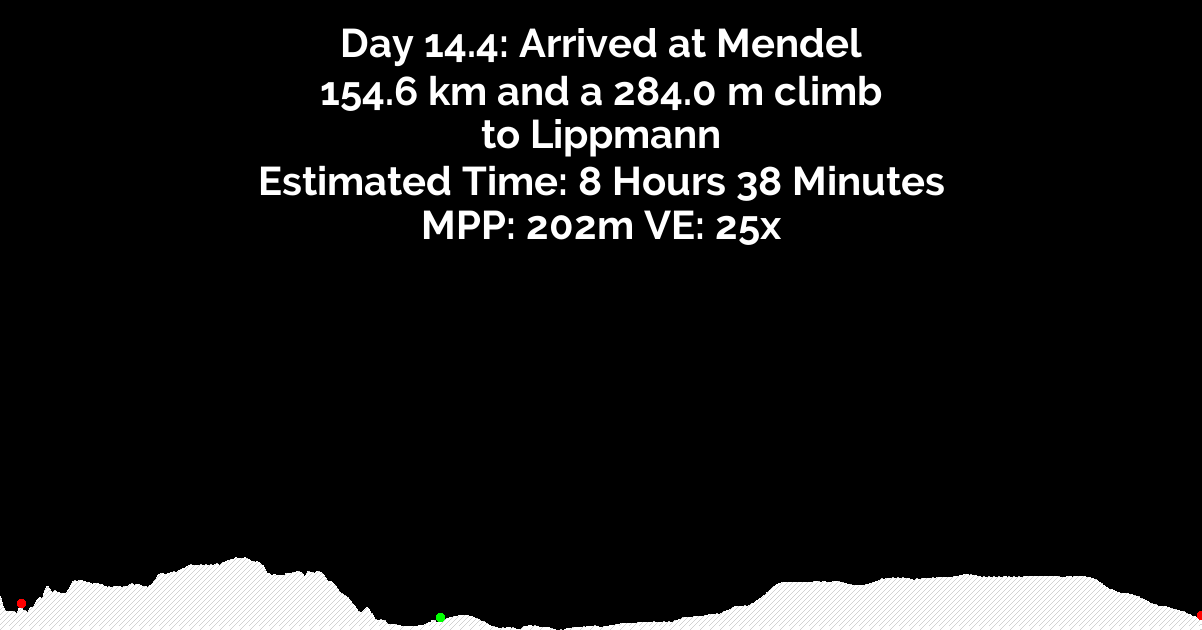 Day 14.4: Arrived at Mendel
154.6 km and a 284.0 m climb
to Lippmann
Estimated Time: 8 Hours 38 Minutes
MPP: 202m VE: 25x